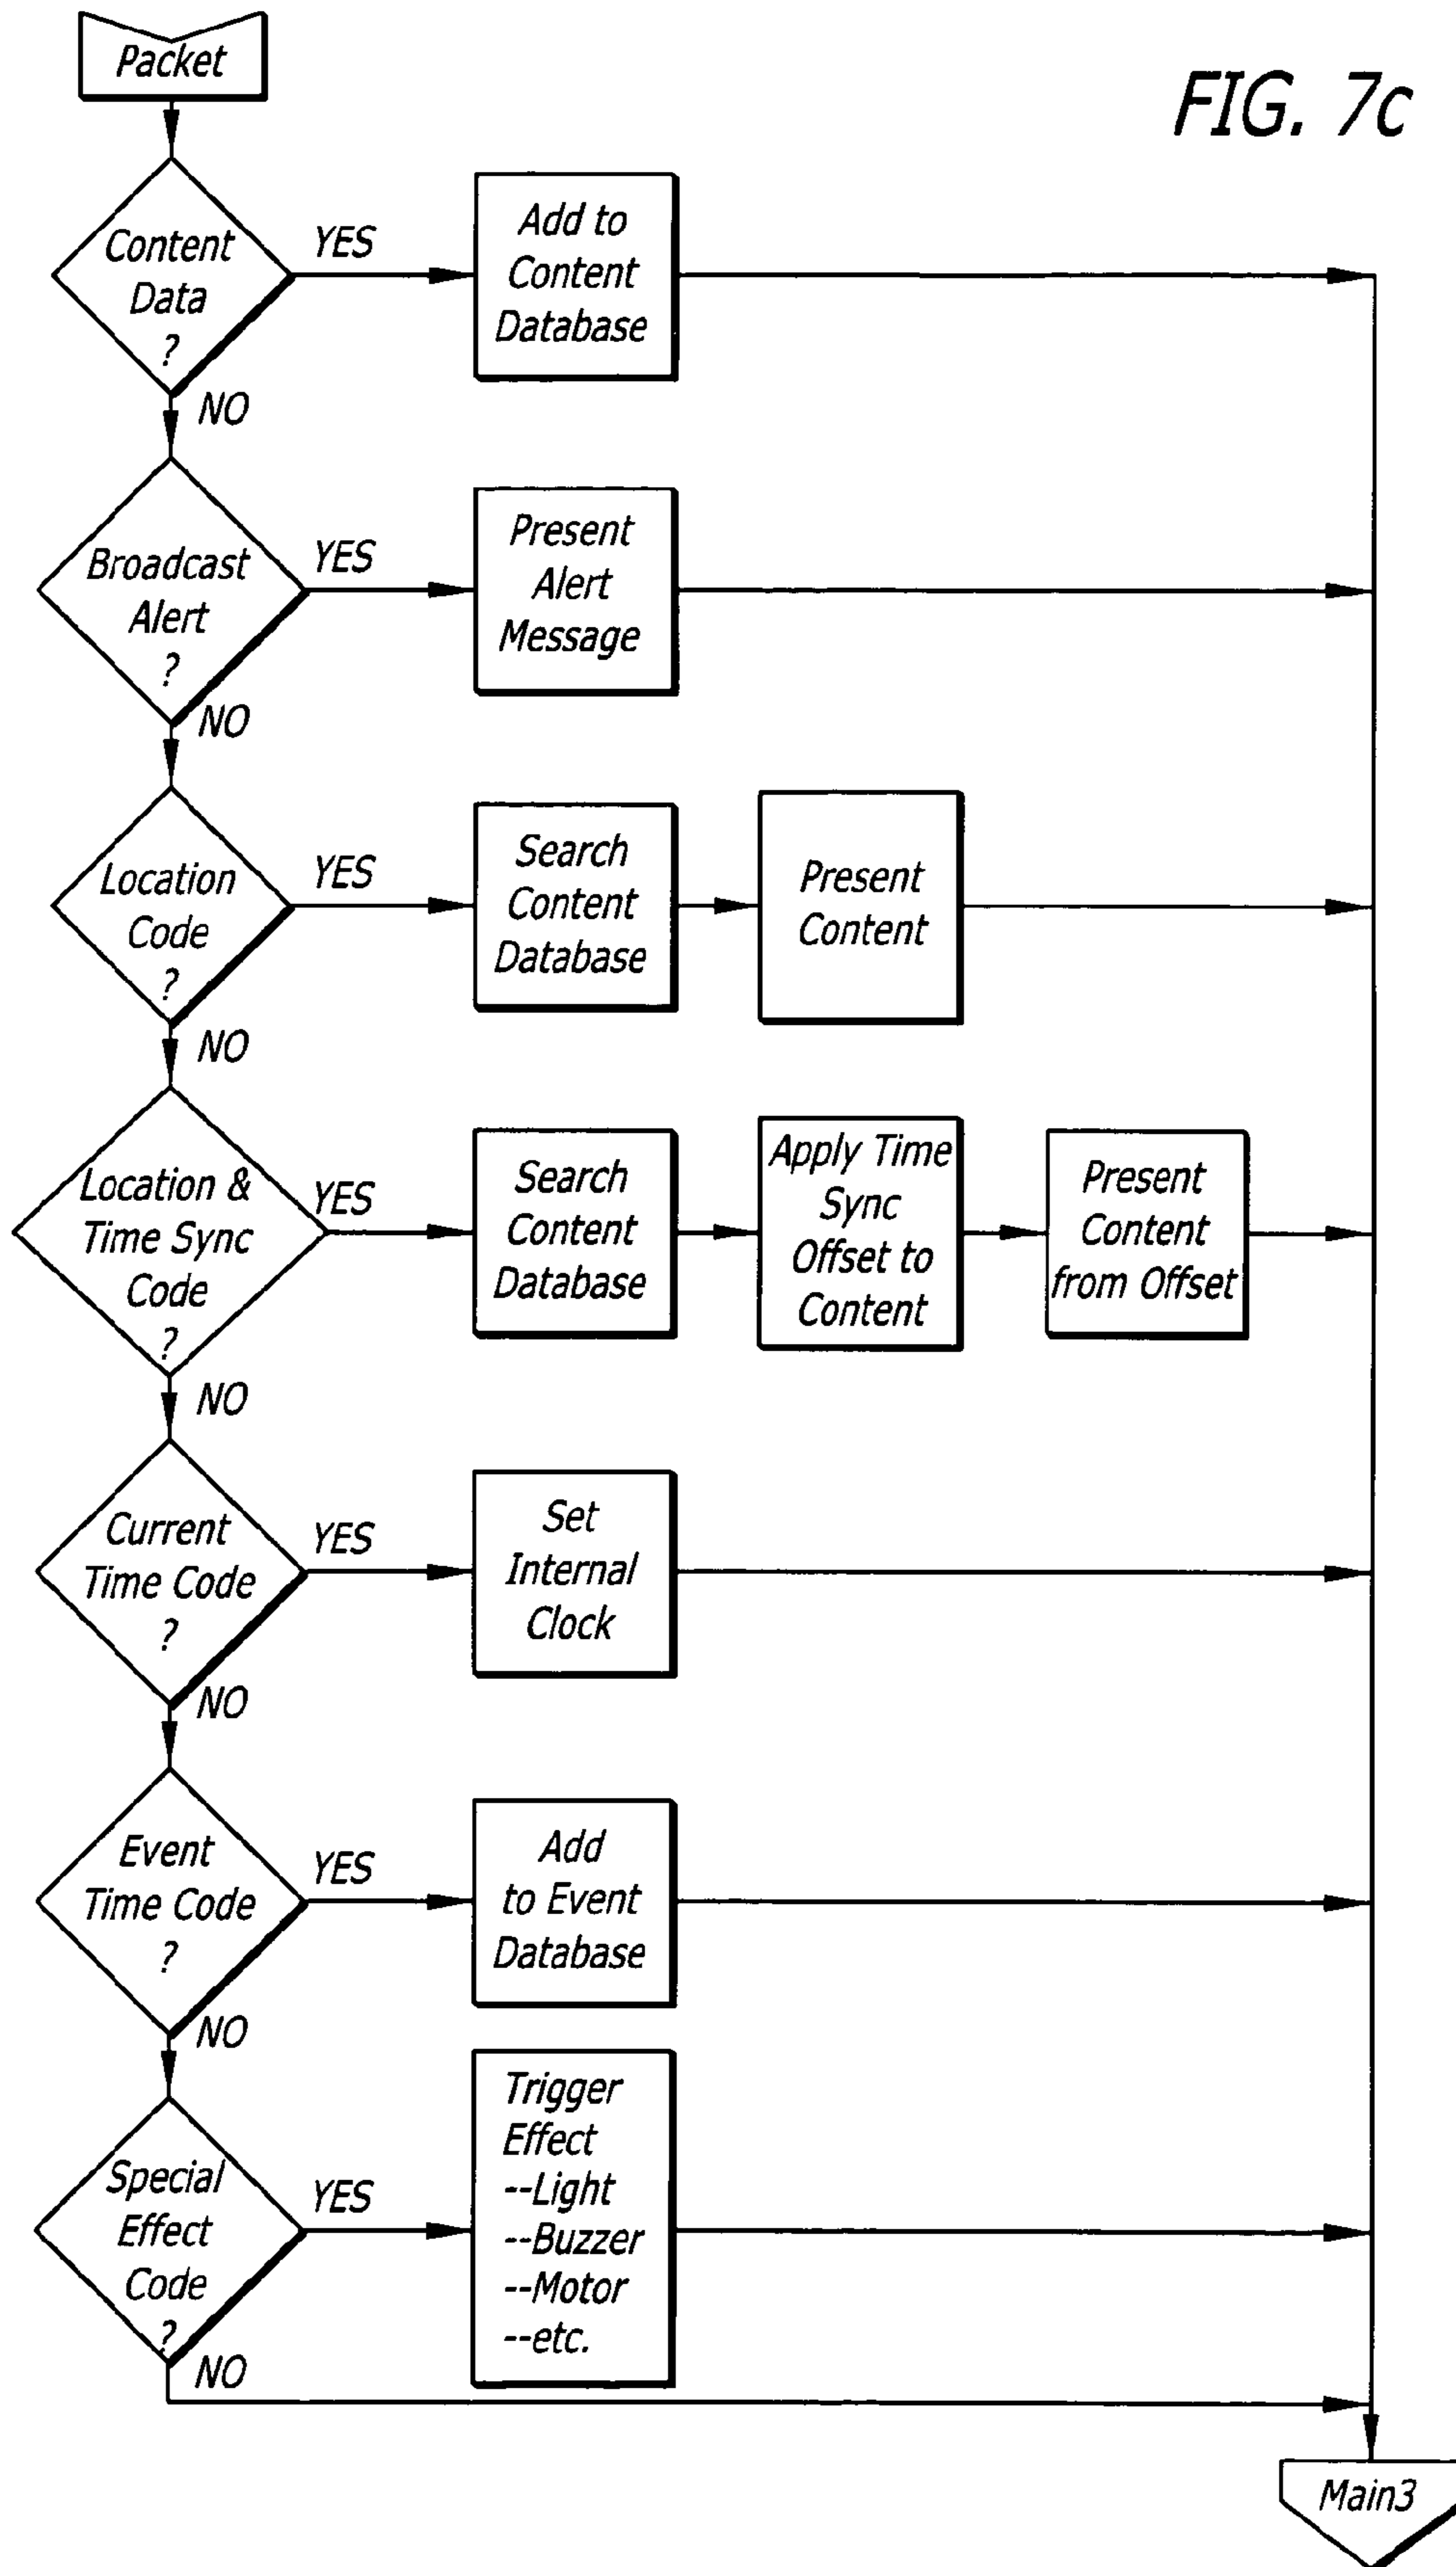 Packet
FIG. 7c
Content
Data
?
YES
Add to
Content
Database
NO
Broadcast
Alert
?
YES
Present
Alert
Message
NO
Location
Code
?
YES
Search
Content
Database
Present
Content
NO
Location &
Time Sync
Code
?
YES
Search
Content
Database
Apply Time
Sync
Offset to
Content
Present
Content
from Offset
NO
Current
Time Code
?
YES
Set
Internal
Clock
NO
Event
Time Code
?
YES
Add
to Event
Database
NO
Special
Effect
Code
?
YES
Trigger
Effect
--Light
--Buzzer
--Motor
--etc.
NO
Main3